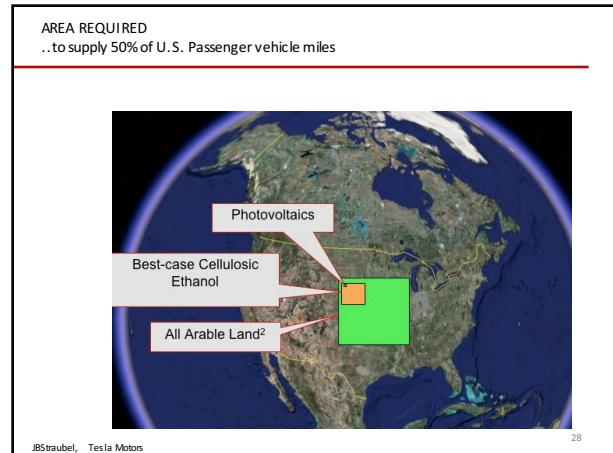 AREA REQUIRED
..to supply 50% of U.S. Passenger vehicle miles
Photovoltaics
Best-case Cellulosic
Ethanol
All Arable Land²
JBStraubel, Tesla Motors
28